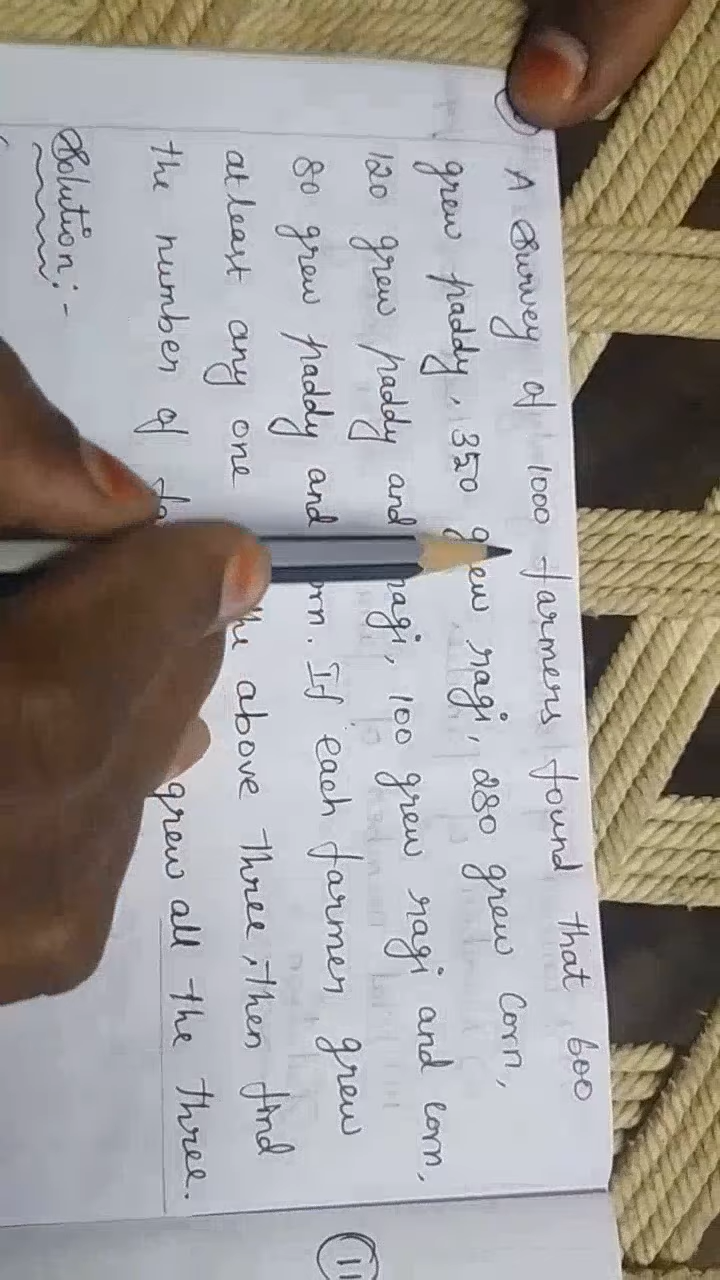 A Survey of 1000 farmers found that 600
grew paddy, 350 grew ragi, 280 grew corn,
120 grew paddy and ragi, 100 grew ragi and corn,
80 grew paddy and corn. If each farmer grew
atleast any one the above three, then find
the number of grew all the three.
Solution:-
11